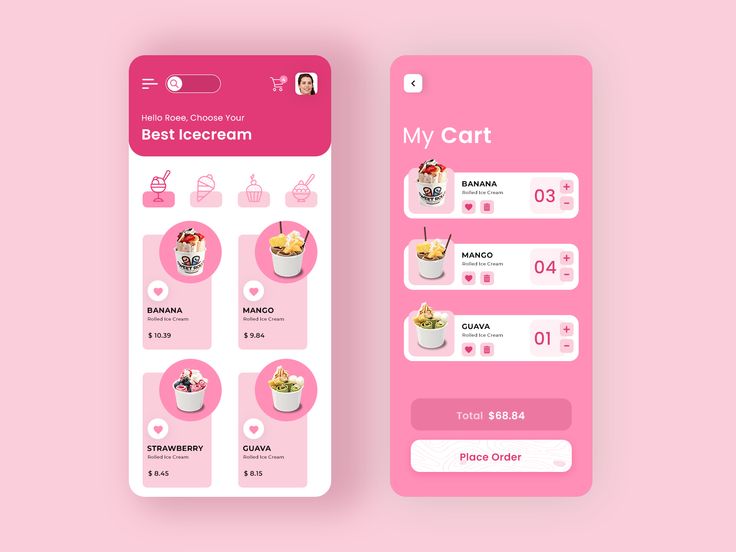 Hello Roee, Choose Your
Best Icecream
BANANA
Rolled Ice Cream
$ 10.39
MANGO
Rolled Ice Cream
$ 9.84
STRAWBERRY
Rolled Ice Cream
$ 8.45
GUAVA
Rolled Ice Cream
$ 8.15
My Cart
BANANA
Rolled Ice Cream
03
+
−
MANGO
Rolled Ice Cream
04
+
−
GUAVA
Rolled Ice Cream
01
+
−
Total $68.84
Place Order